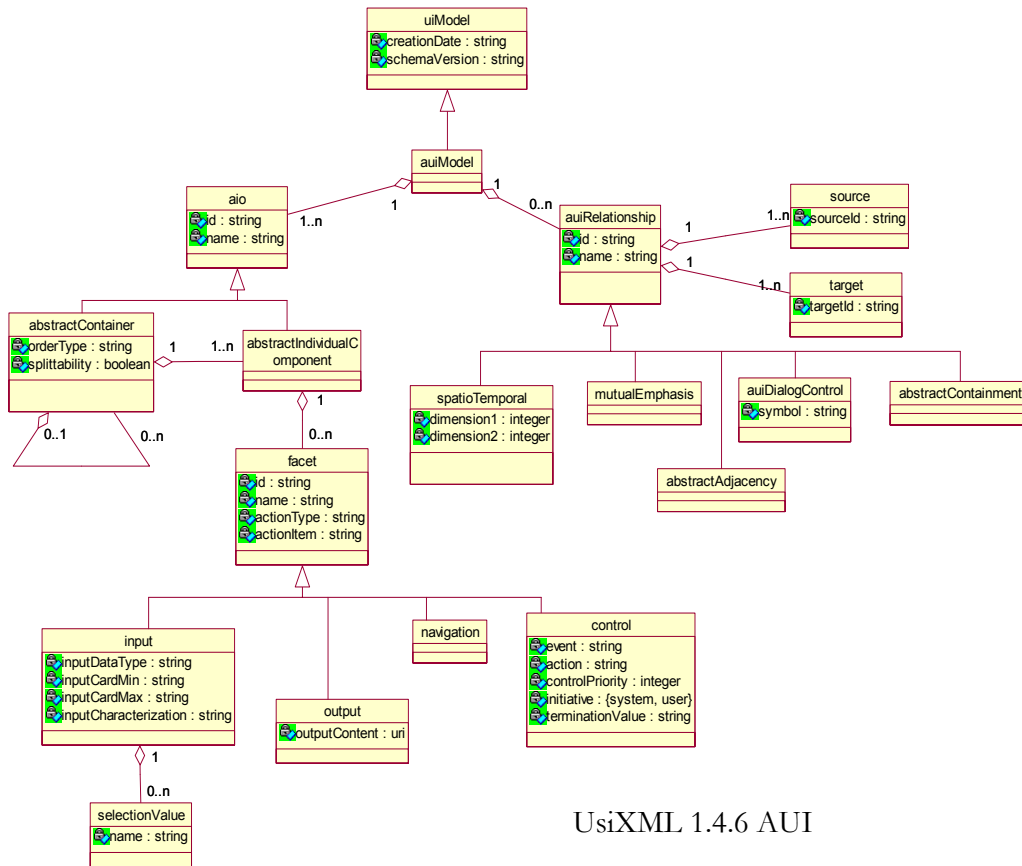 uiModel
creationDate : string
schemaVersion : string
auiModel
1
1
1..n
0..n
aio
id : string
name : string
auiRelationship
id : string
name : string
1
1..n
source
sourceId : string
1
1..n
target
targetId : string
abstractContainer
orderType : string
splittability : boolean
1
1..n
0..1
0..n
abstractIndividualC
omponent
1
0..n
spatioTemporal
dimension1 : integer
dimension2 : integer
mutualEmphasis
auiDialogControl
symbol : string
abstractContainment
abstractAdjacency
facet
id : string
name : string
actionType : string
actionItem : string
input
inputDataType : string
inputCardMin : string
inputCardMax : string
inputCharacterization : string
output
outputContent : uri
navigation
control
event : string
action : string
controlPriority : integer
initiative : {system, user}
terminationValue : string
1
0..n
selectionValue
name : string
UsiXML 1.4.6 AUI